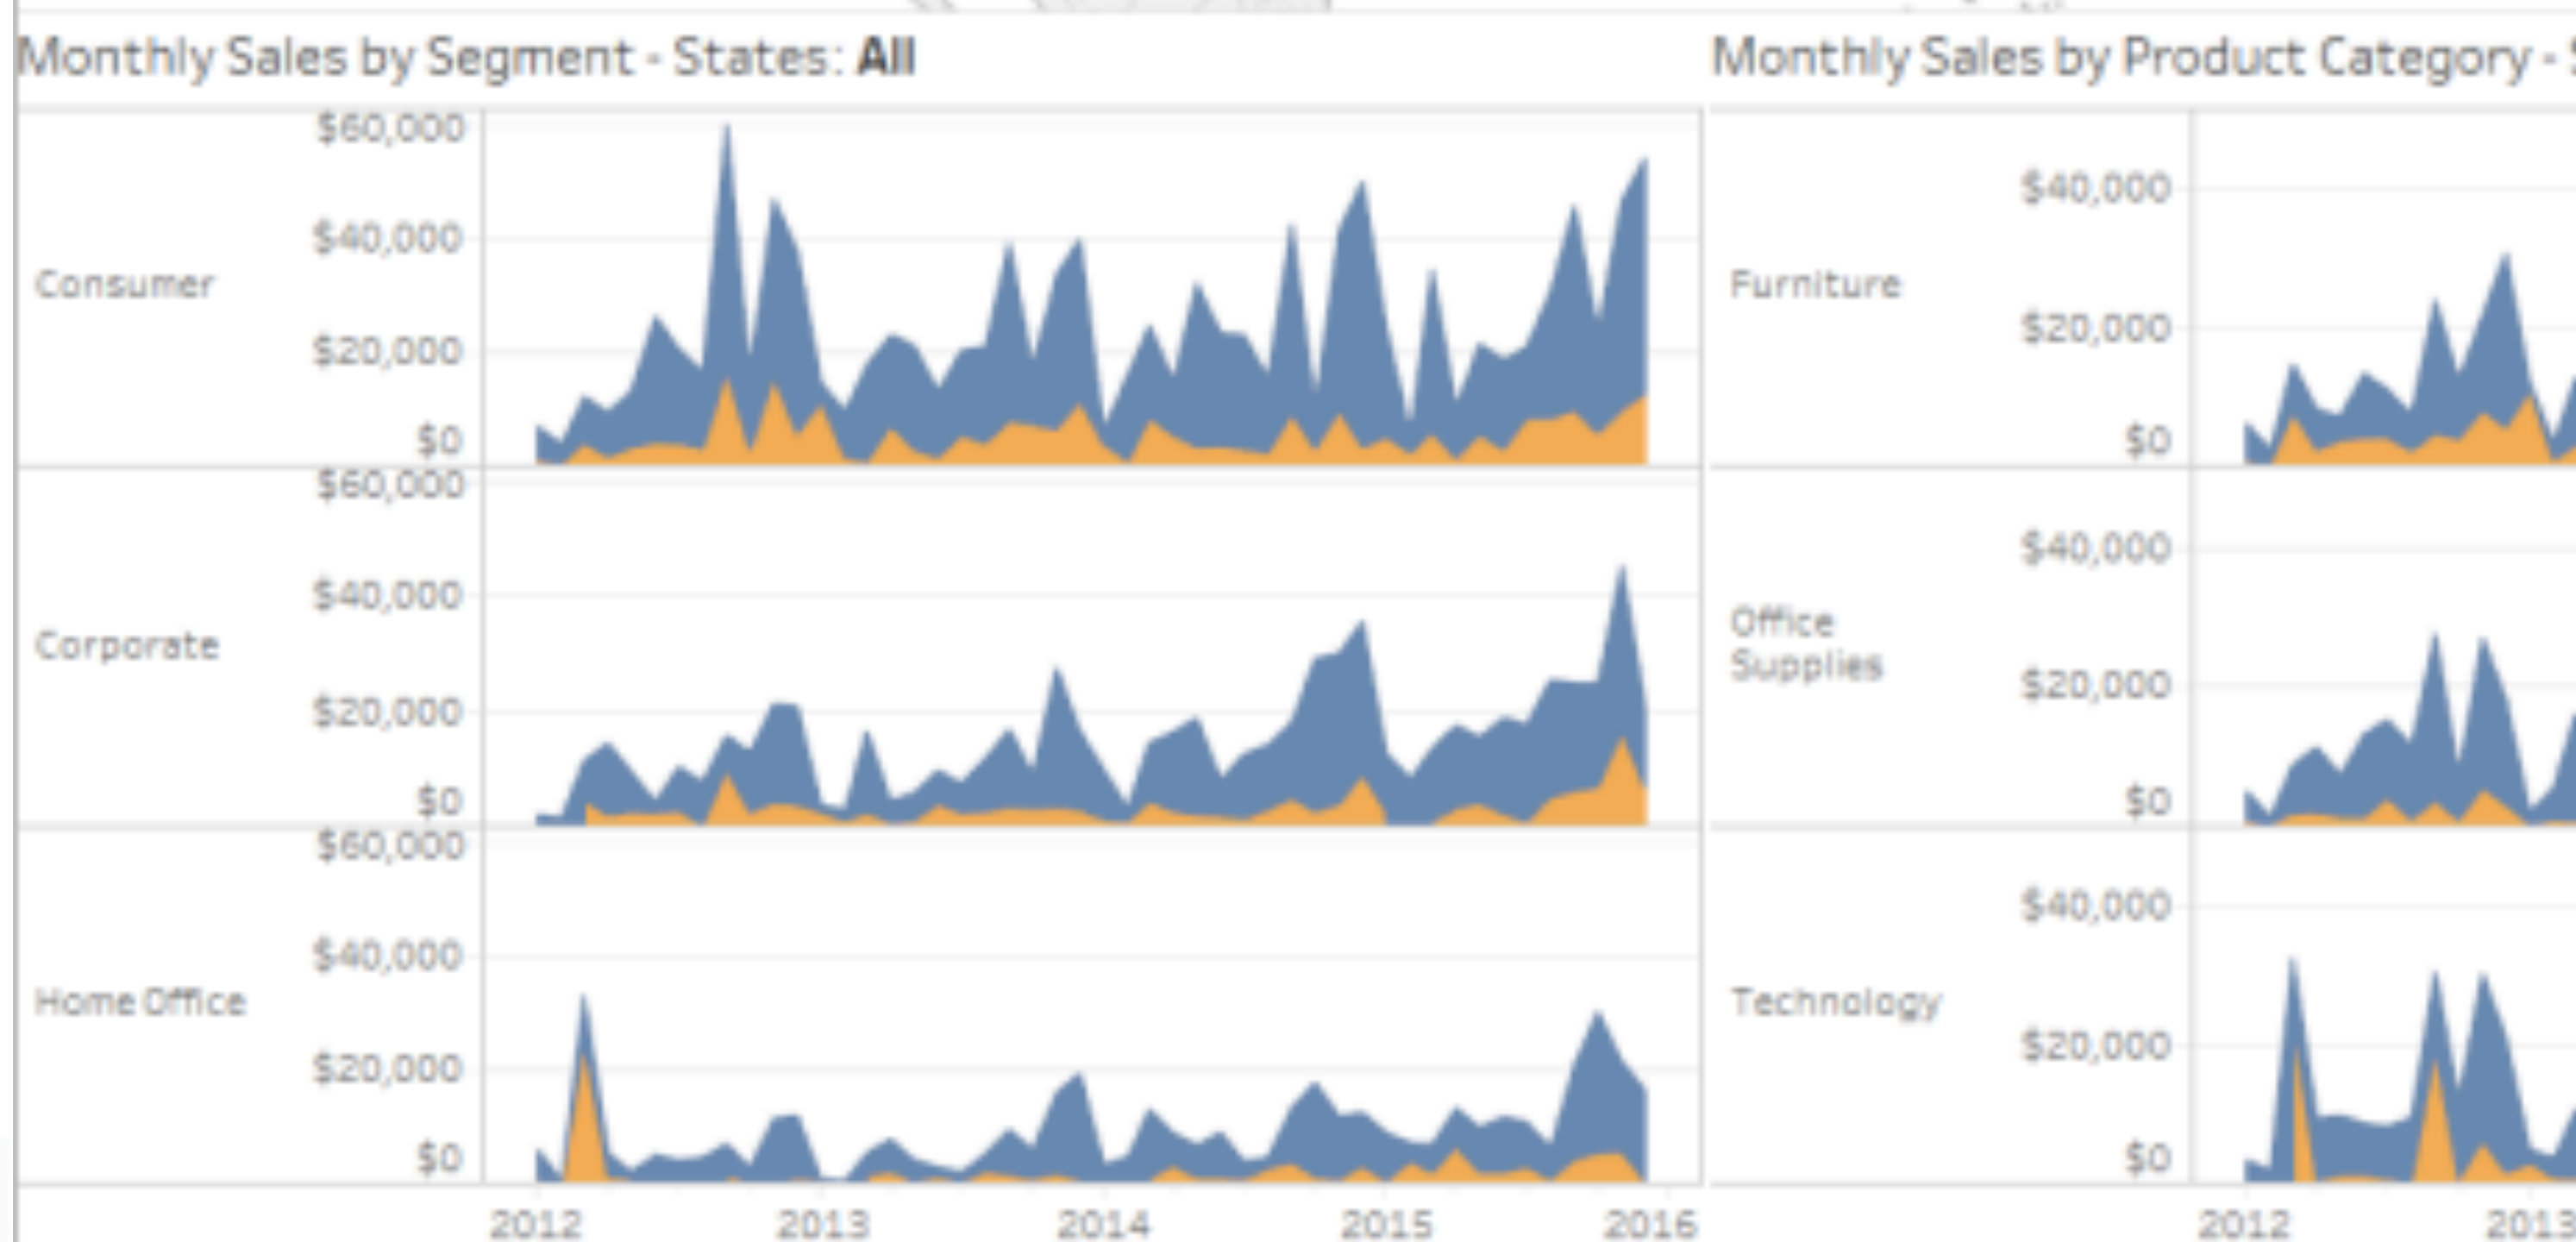 Monthly Sales by Segment - States: All
$60,000
$40,000
Consumer
$20,000
$0
$60,000
$40,000
Corporate
$20,000
$0
$60,000
$40,000
Home Office
$20,000
$0
2012 2013 2014 2015 2016
Monthly Sales by Product Category -
$40,000
Furniture
$20,000
$0
$40,000
Office
Supplies
$20,000
$0
$40,000
Technology
$20,000
$0
2012 2013